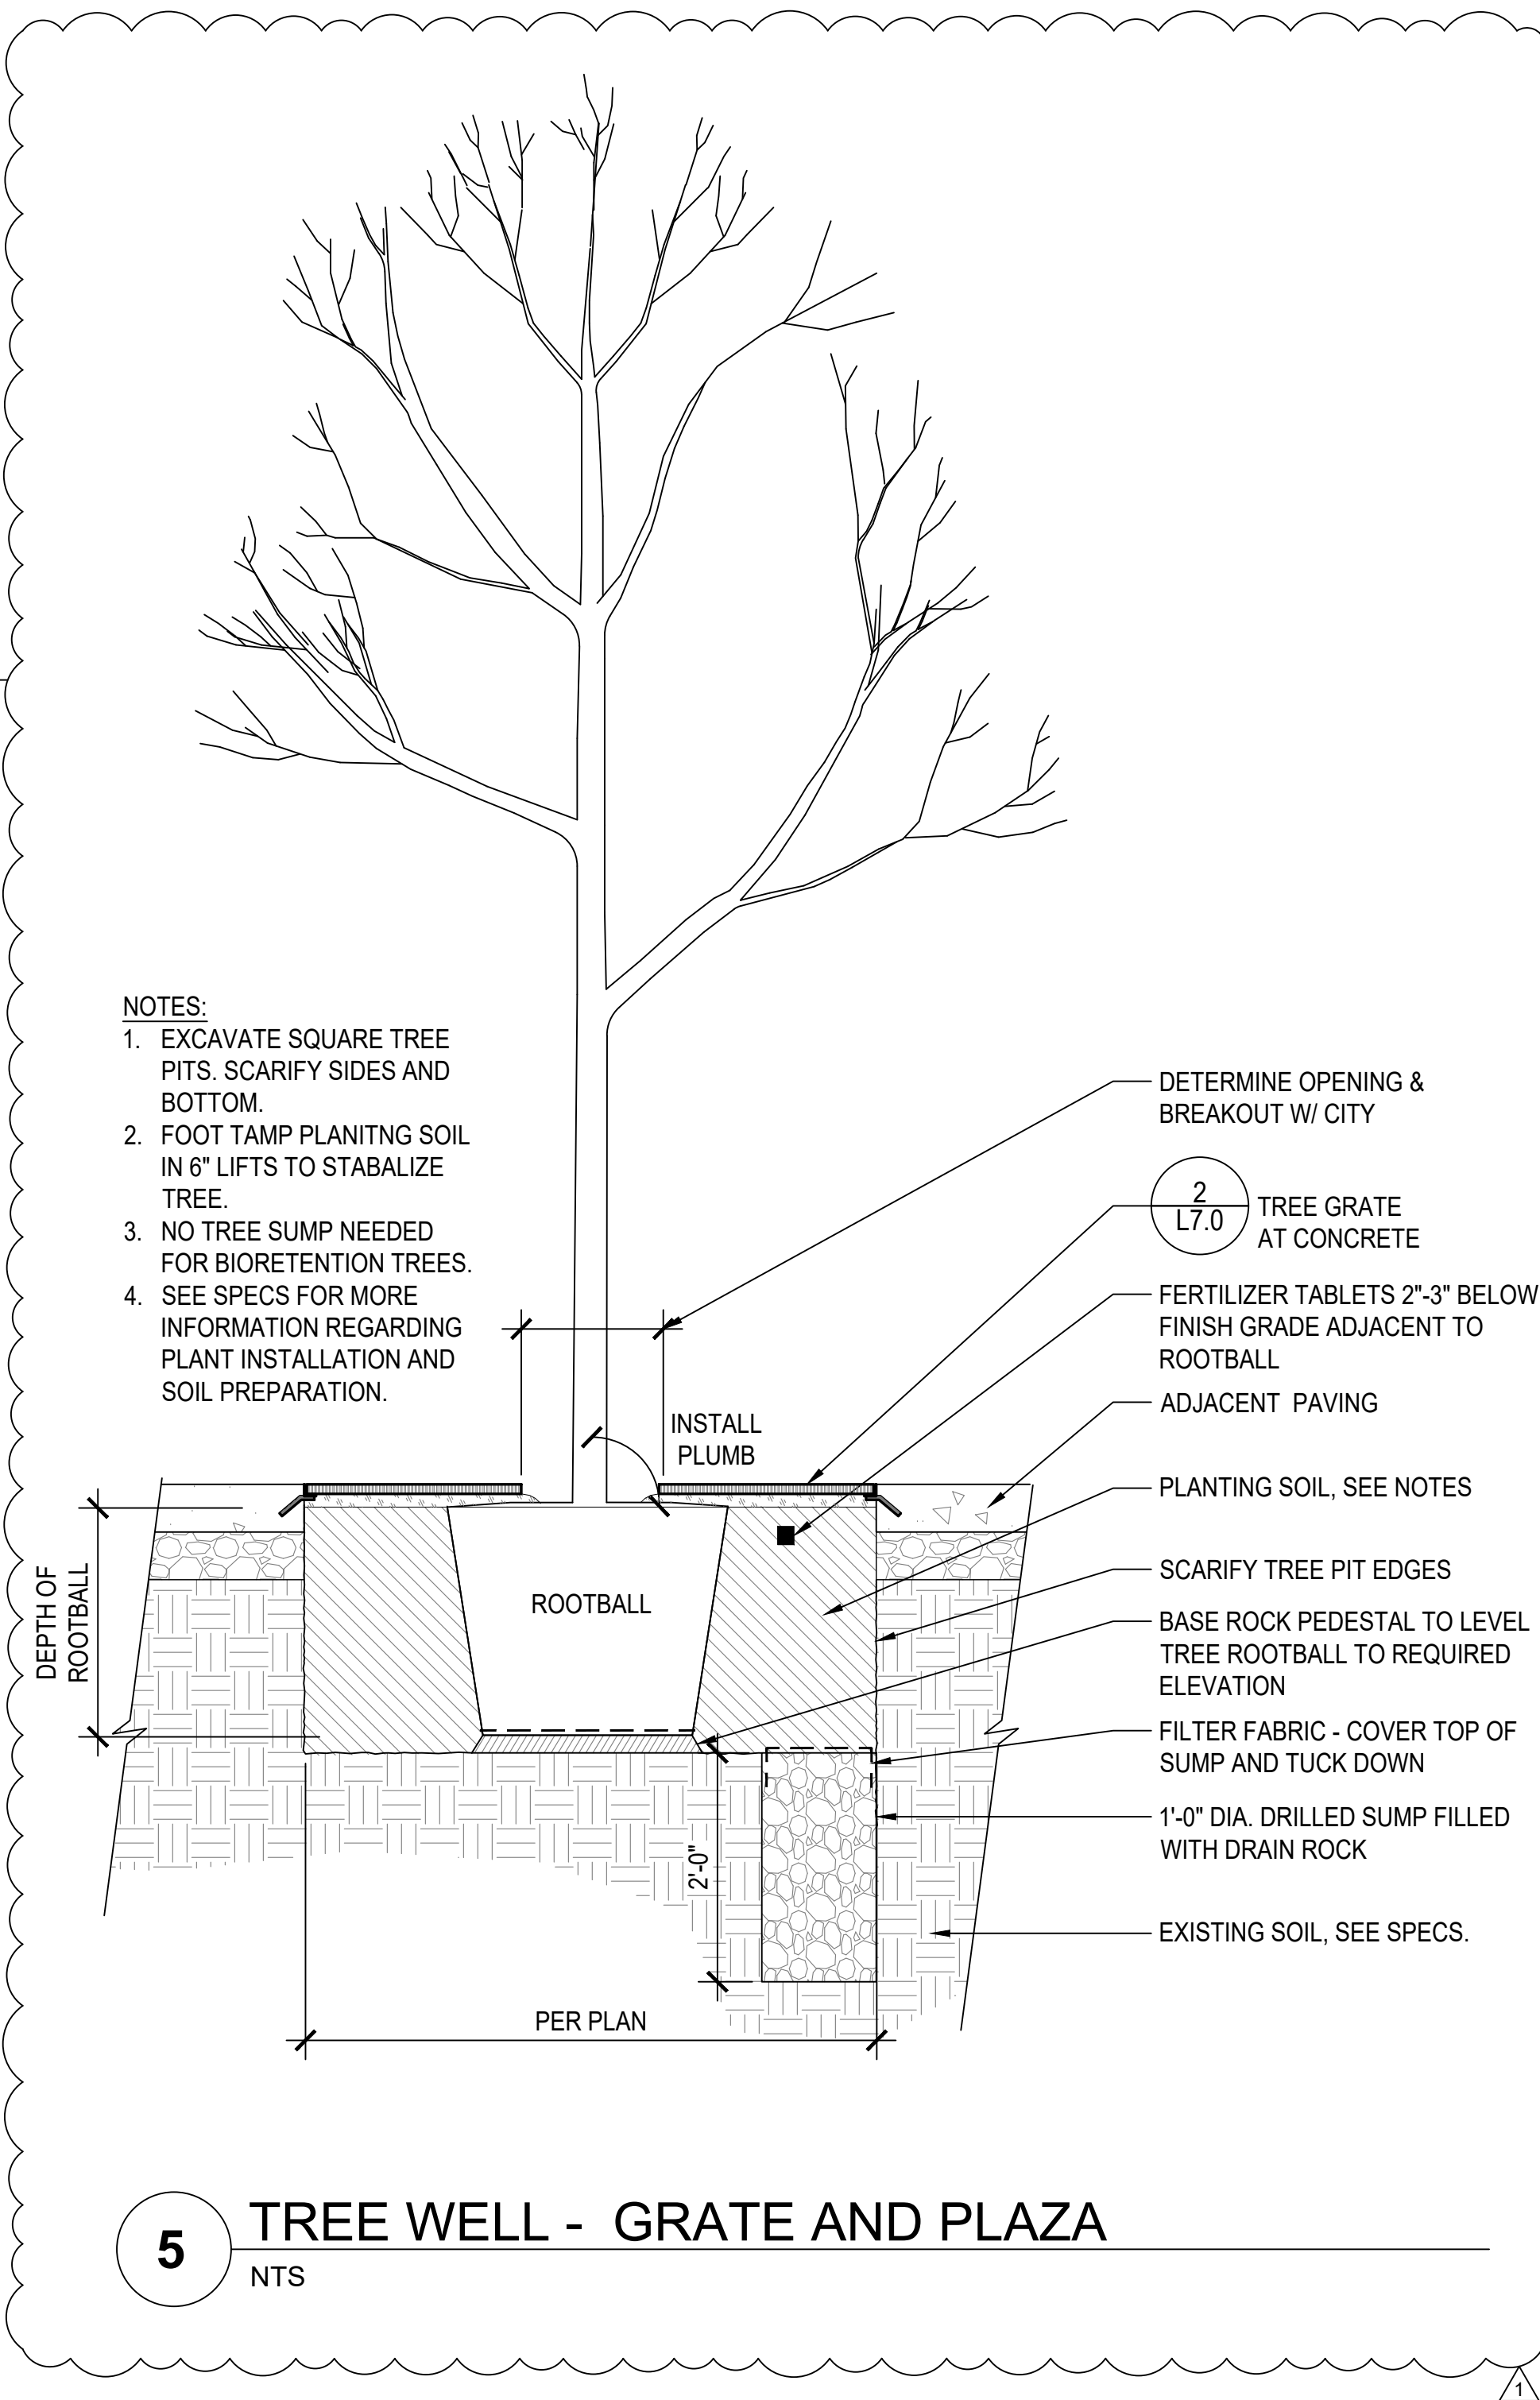 NOTES:
1. EXCAVATE SQUARE TREE
PITS. SCARIFY SIDES AND
BOTTOM.
2. FOOT TAMP PLANITNG SOIL
IN 6" LIFTS TO STABALIZE
TREE.
3. NO TREE SUMP NEEDED
FOR BIORETENTION TREES.
4. SEE SPECS FOR MORE
INFORMATION REGARDING
PLANT INSTALLATION AND
SOIL PREPARATION.
DETERMINE OPENING &
BREAKOUT W/ CITY
2
L7.0
TREE GRATE
AT CONCRETE
FERTILIZER TABLETS 2"-3" BELOW
FINISH GRADE ADJACENT TO
ROOTBALL
ADJACENT PAVING
INSTALL
PLUMB
PLANTING SOIL, SEE NOTES
SCARIFY TREE PIT EDGES
DEPTH OF
ROOTBALL
ROOTBALL
BASE ROCK PEDESTAL TO LEVEL
TREE ROOTBALL TO REQUIRED
ELEVATION
FILTER FABRIC - COVER TOP OF
SUMP AND TUCK DOWN
1'-0" DIA. DRILLED SUMP FILLED
WITH DRAIN ROCK
2'-0"
EXISTING SOIL, SEE SPECS.
PER PLAN
5
TREE WELL - GRATE AND PLAZA
NTS
1